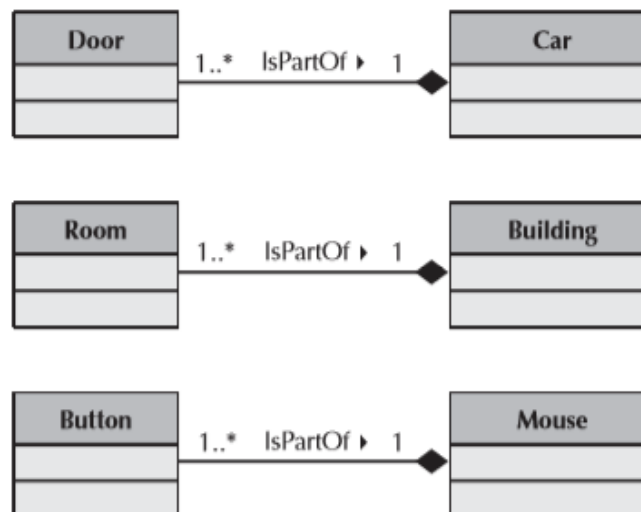 Door
Car
1..* IsPartOf ▸ 1
Room
Building
1..* IsPartOf ▸ 1
Button
Mouse
1..* IsPartOf ▸ 1